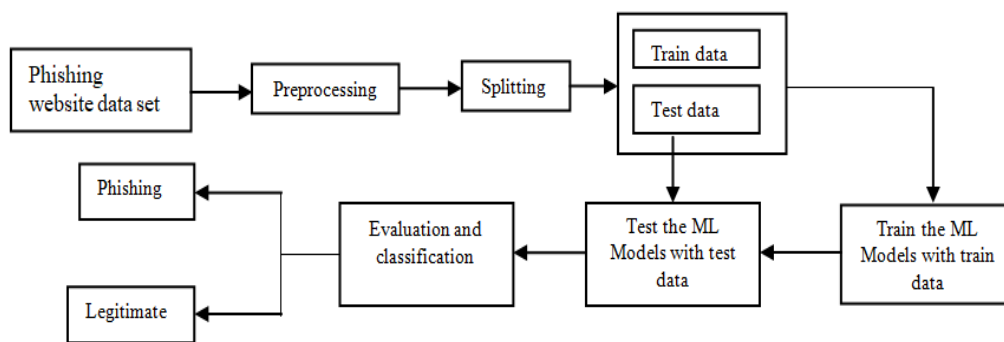 Phishing
website data set
Preprocessing
Splitting
Train data
Test data
Phishing
Legitimate
Evaluation and
classification
Test the ML
Models with test
data
Train the ML
Models with train
data